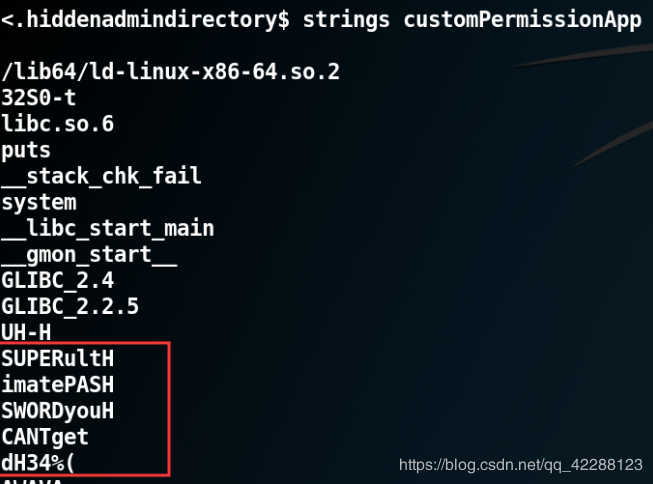 <.hiddenadmindirectory$ strings customPermissionApp
/lib64/ld-linux-x86-64.so.2
32S0-t
libc.so.6
puts
__stack_chk_fail
system
__libc_start_main
__gmon_start__
GLIBC_2.4
GLIBC_2.2.5
UH-H
SUPERultH
imatePASH
SWORDyouH
CANTget
dH34%(
AWAVA
https://blog.csdn.net/qq_42288123